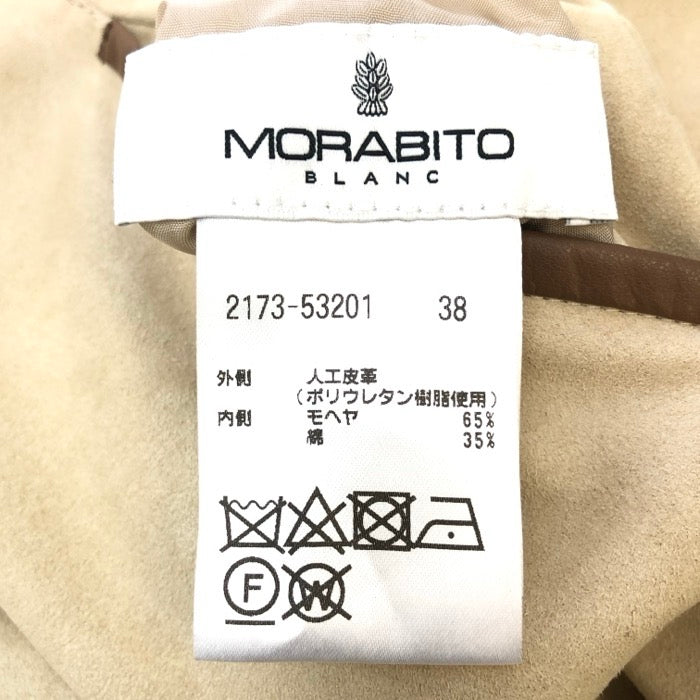 MORABITO
BLANC
2173-53201 38
外側 人工皮革
(ポリウレタン樹脂使用)
内側 モヘヤ 65%
綿 35%
F W